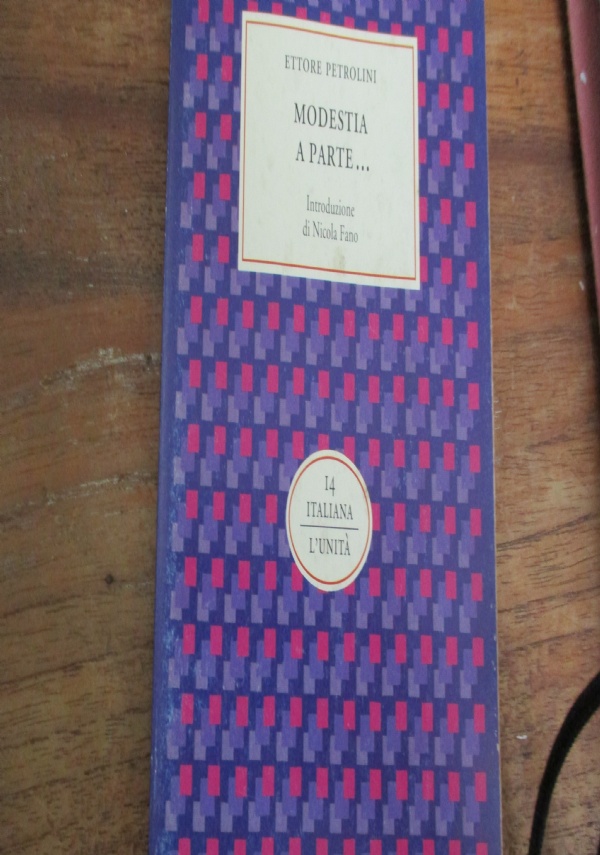 ETTORE PETROLINI
MODESTIA
A PARTE...
Introduzione
di Nicola Fano
14
ITALIANA
L'UNITÀ